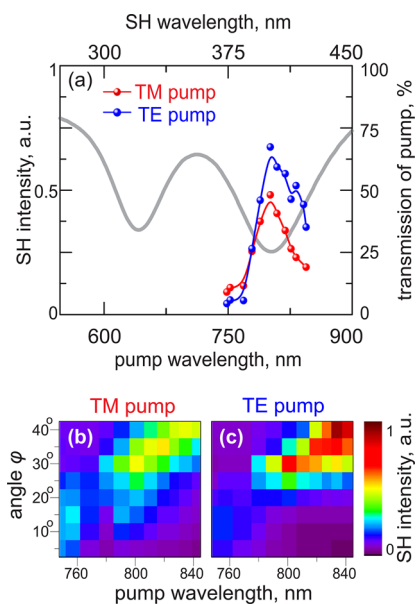 SH wavelength, nm
300 375 450
(a)
TM pump
TE pump
SH intensity, a.u.
1
0.5
0
transmission of pump, %
100
75
50
25
0
600 750 900
pump wavelength, nm
TM pump TE pump
(b) (c)
angle φ
40°
30°
20°
10°
760 800 840 760 800 840
pump wavelength, nm
1
0
SH intensity, a.u.